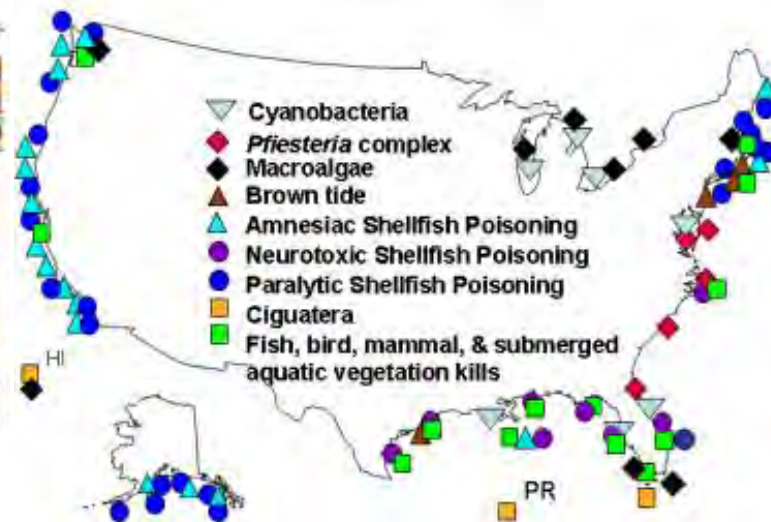 Cyanobacteria
Pfiesteria complex
Macroalgae
Brown tide
Amnesiac Shellfish Poisoning
Neurotoxic Shellfish Poisoning
Paralytic Shellfish Poisoning
Ciguatera
Fish, bird, mammal, & submerged
aquatic vegetation kills
HI
PR